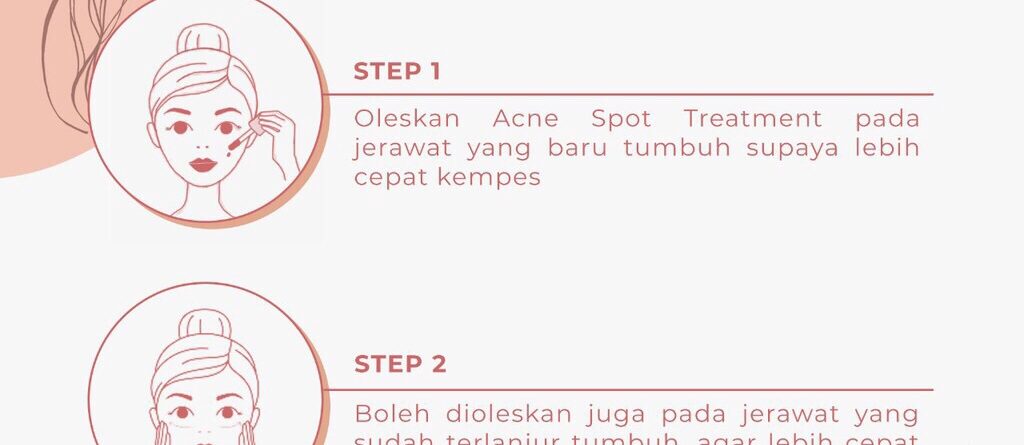 STEP 1
Oleskan Acne Spot Treatment pada
jerawat yang baru tumbuh supaya lebih
cepat kempes
STEP 2
Boleh dioleskan juga pada jerawat yang
sudah terlanjur tumbuh, agar lebih cepat